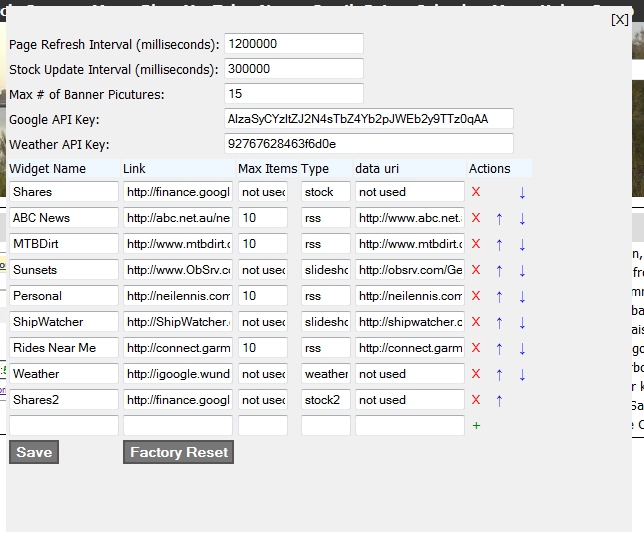 [X]
Page Refresh Interval (milliseconds): 1200000
Stock Update Interval (milliseconds): 300000
Max # of Banner Picutures: 15
Google API Key: AIzaSyCYzltZJ2N4sTbZ4Yb2pJWEb2y9TTz0qAA
Weather API Key: 92767628463f6d0e
Widget Name Link Max Items Type data uri Actions
Shares http://finance.googl not used stock not used X ↓
ABC News http://abc.net.au/ne 10 rss http://www.abc.net. X ↑ ↓
MTBDirt http://www.mtbdirt.c 10 rss http://www.mtbdirt.c X ↑ ↓
Sunsets http://www.ObSrv.co not used slidesho http://obsrv.com/Ge X ↑ ↓
Personal http://neilennis.com 10 rss http://neilennis.com X ↑ ↓
ShipWatcher http://ShipWatcher. not used slidesho http://shipwatcher.c X ↑ ↓
Rides Near Me http://connect.garm 10 rss http://connect.garm X ↑ ↓
Weather http://igoogle.wund not used weather not used X ↑ ↓
Shares2 http://finance.googl not used stock2 not used X ↑
+
Save Factory Reset